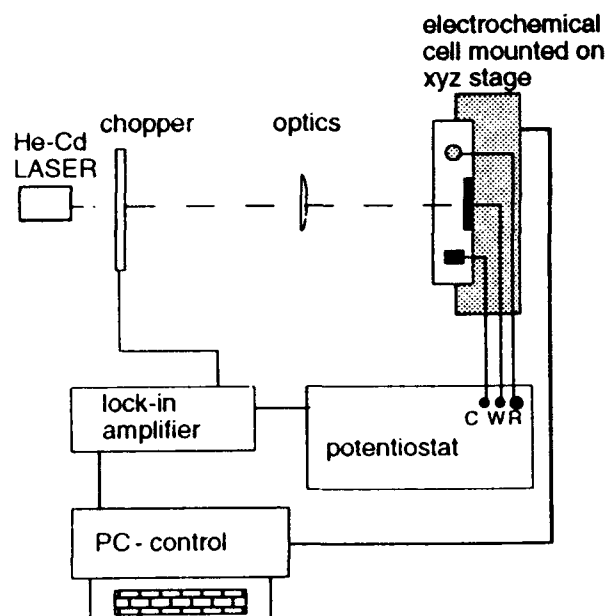 electrochemical
cell mounted on
xyz stage
chopper
optics
He-Cd
LASER
lock-in
amplifier
C W R
potentiostat
PC - control